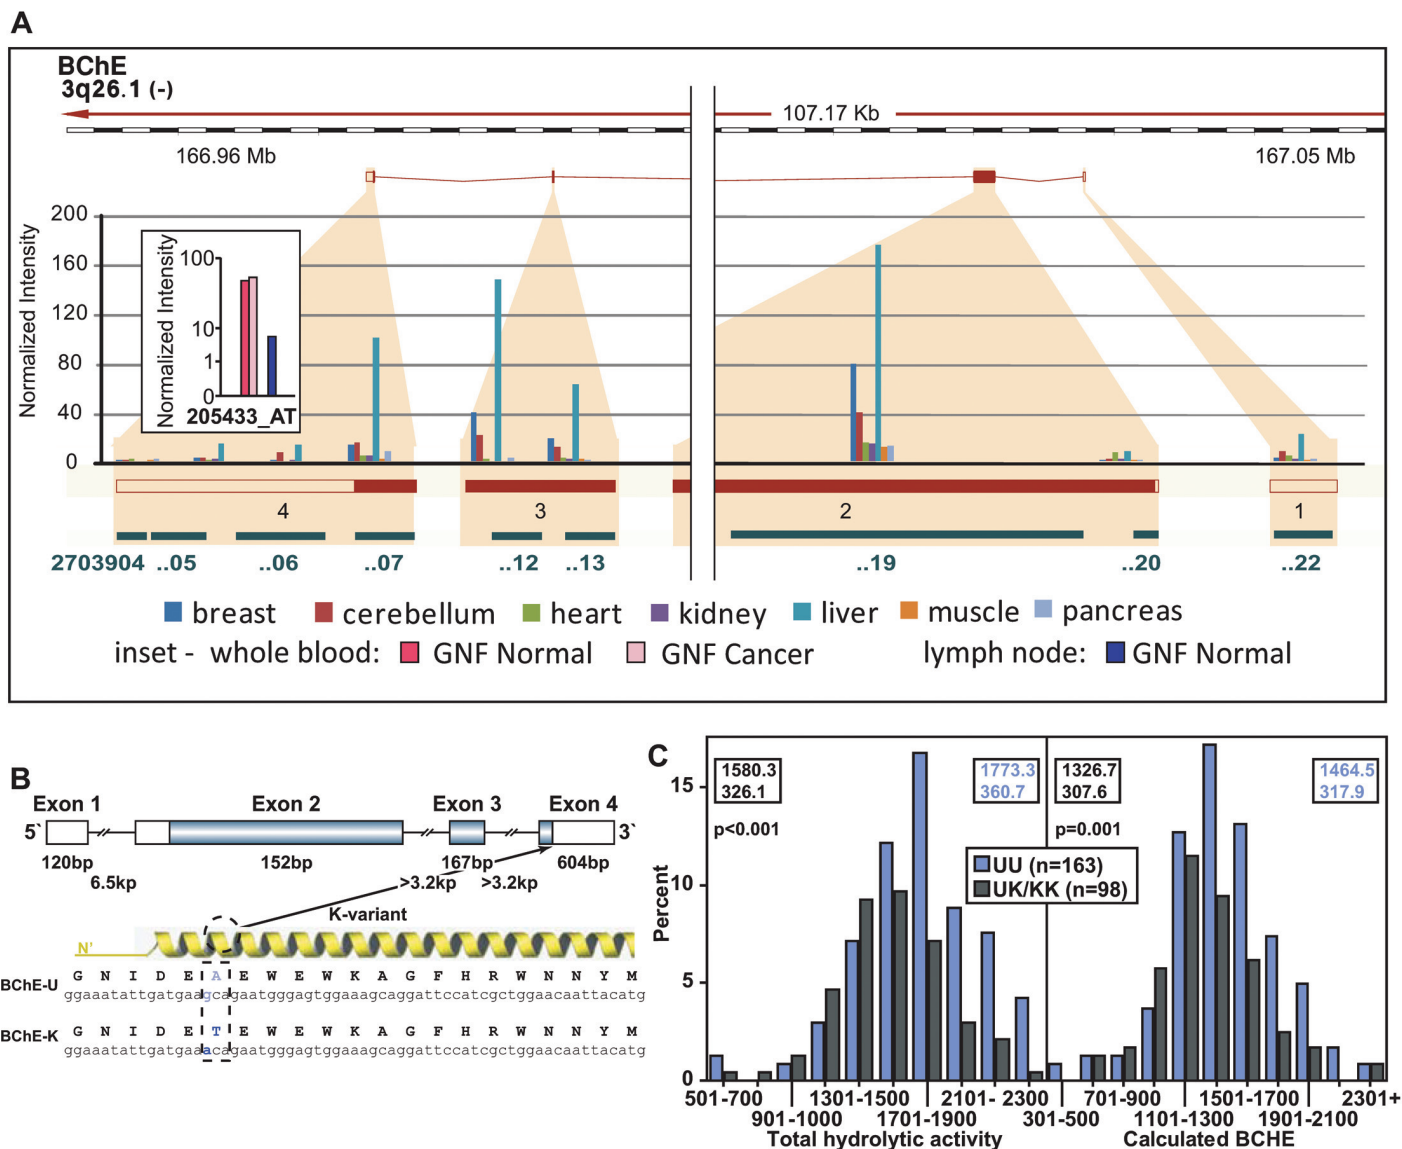 A
BChE
3q26.1 (-)
107.17 Kb
166.96 Mb
167.05 Mb
Normalized Intensity
200
160
120
80
40
0
Normalized Intensity
100
10
1
0
205433_AT
4
3
2
1
2703904 ..05 ..06 ..07 ..12 ..13 ..19 ..20 ..22
breast cerebellum heart kidney liver muscle pancreas
inset - whole blood: GNF Normal GNF Cancer lymph node: GNF Normal
B
Exon 1 Exon 2 Exon 3 Exon 4
5` 3`
120bp 152bp 167bp 604bp
6.5kp >3.2kp >3.2kp
K-variant
N'
G N I D E A E W E W K A G F H R W N N Y M
BChE-U
ggaaatattgatgaagcagaatgggagtggaaagcaggattccatcgctggaacaattacatg
G N I D E T E W E W K A G F H R W N N Y M
BChE-K
ggaaatattgatgaaacagaatgggagtggaaagcaggattccatcgctggaacaattacatg
C
Percent
15
10
5
0
1580.3
326.1
p<0.001
1773.3
360.7
1326.7
307.6
p=0.001
1464.5
317.9
UU (n=163)
UK/KK (n=98)
501-700 1301-1500 2101- 2300 701-900 1501-1700 2301+
901-1000 1701-1900 301-500 1101-1300 1901-2100
Total hydrolytic activity Calculated BCHE